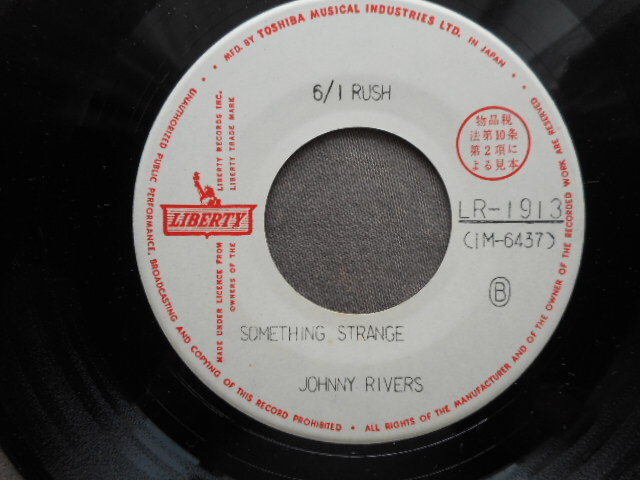 • MFD. BY TOSHIBA MUSICAL INDUSTRIES LTD. IN JAPAN •
6/1 RUSH
物品税
法第10条
第2項に
よる見本
LIBERTY
LIBERTY RECORDS INC.
LIBERTY TRADE MARK
MADE UNDER LICENCE FROM
OWNERS OF THE
LR-1913
(IM-6437)
B
SOMETHING STRANGE
JOHNNY RIVERS
UNAUTHORIZED PUBLIC PERFORMANCE, BROADCASTING AND COPYING OF THIS RECORD PROHIBITED • ALL RIGHTS OF THE MANUFACTURER AND OF THE OWNER OF THE RECORDED WORK ARE RESERVED